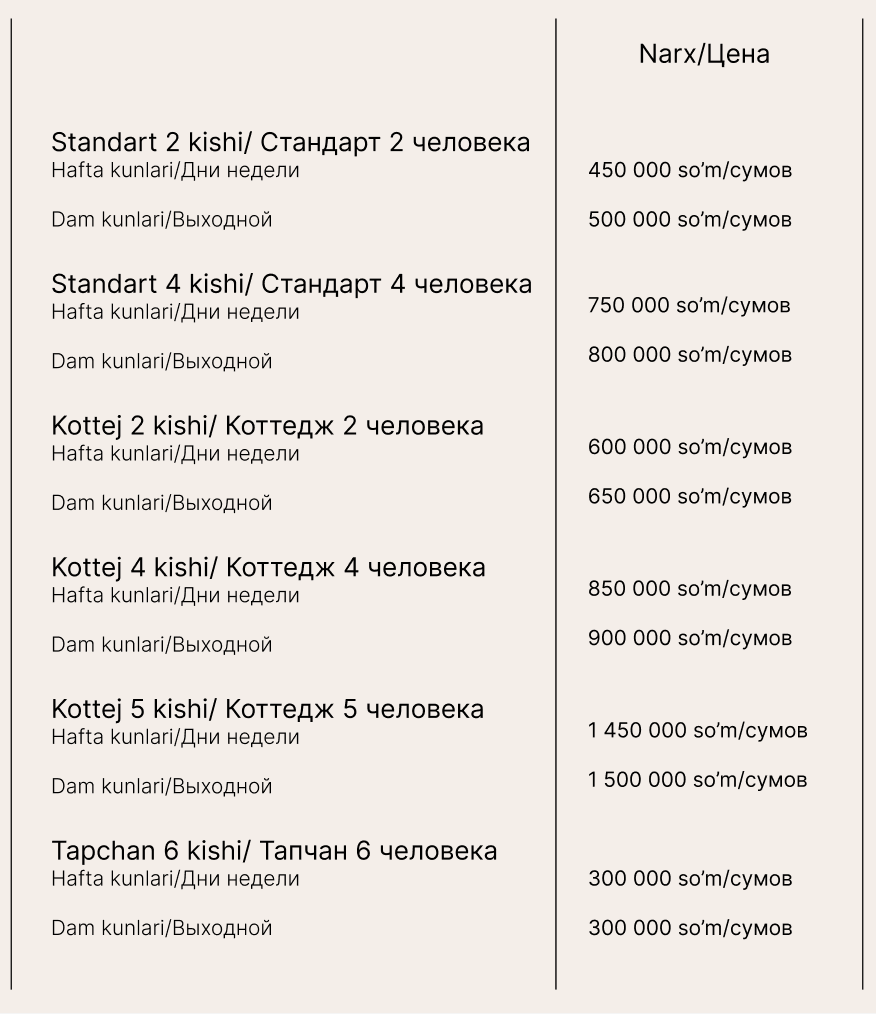 Narx/Цена
Standart 2 kishi/ Стандарт 2 человека
Hafta kunlari/Дни недели 450 000 so’m/сумов
Dam kunlari/Выходной 500 000 so’m/сумов
Standart 4 kishi/ Стандарт 4 человека
Hafta kunlari/Дни недели 750 000 so’m/сумов
Dam kunlari/Выходной 800 000 so’m/сумов
Kottej 2 kishi/ Коттедж 2 человека
Hafta kunlari/Дни недели 600 000 so’m/сумов
Dam kunlari/Выходной 650 000 so’m/сумов
Kottej 4 kishi/ Коттедж 4 человека
Hafta kunlari/Дни недели 850 000 so’m/сумов
Dam kunlari/Выходной 900 000 so’m/сумов
Kottej 5 kishi/ Коттедж 5 человека
Hafta kunlari/Дни недели 1 450 000 so’m/сумов
Dam kunlari/Выходной 1 500 000 so’m/сумов
Tapchan 6 kishi/ Тапчан 6 человека
Hafta kunlari/Дни недели 300 000 so’m/сумов
Dam kunlari/Выходной 300 000 so’m/сумов